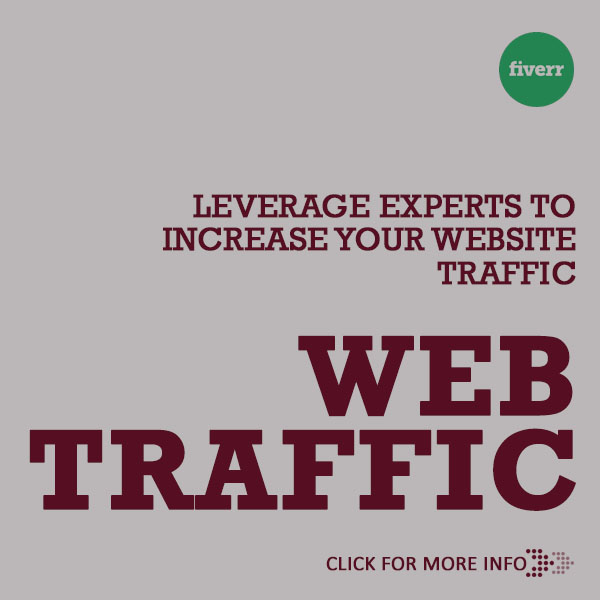 fiverr
LEVERAGE EXPERTS TO
INCREASE YOUR WEBSITE
TRAFFIC
WEB
TRAFFIC
CLICK FOR MORE INFO